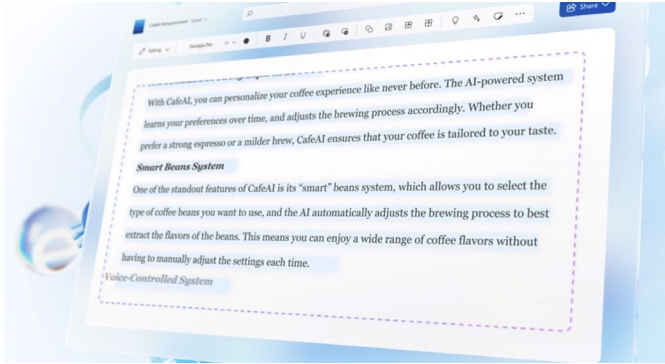 CafeAI Announcement Saved
Share
Editing Georgia Pro 11 B I U
With CafeAI, you can personalize your coffee experience like never before. The AI-powered system
learns your preferences over time, and adjusts the brewing process accordingly. Whether you
prefer a strong espresso or a milder brew, CafeAI ensures that your coffee is tailored to your taste.
Smart Beans System
One of the standout features of CafeAI is its “smart” beans system, which allows you to select the
type of coffee beans you want to use, and the AI automatically adjusts the brewing process to best
extract the flavors of the beans. This means you can enjoy a wide range of coffee flavors without
having to manually adjust the settings each time.
Voice-Controlled System